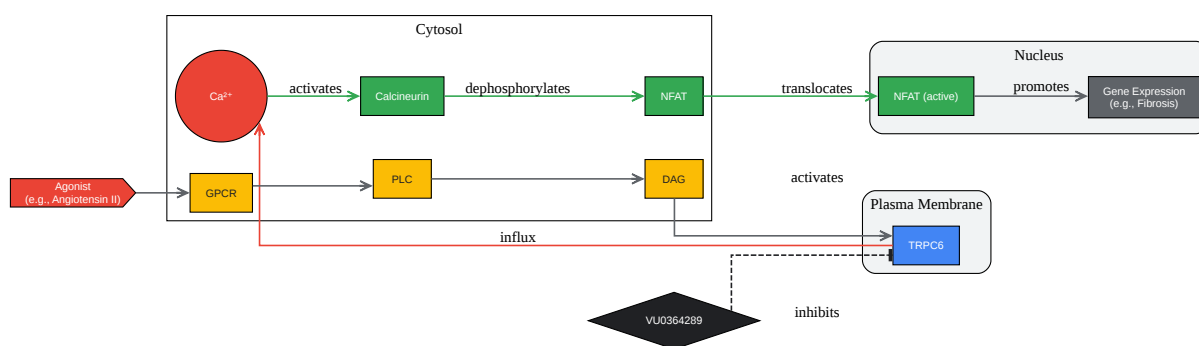 Cytosol
Nucleus
Ca²⁺
activates
Calcineurin
dephosphorylates
NFAT
translocates
NFAT (active)
promotes
Gene Expression
(e.g., Fibrosis)
Agonist
(e.g., Angiotensin II)
GPCR
PLC
DAG
activates
Plasma Membrane
influx
TRPC6
VU0364289
inhibits